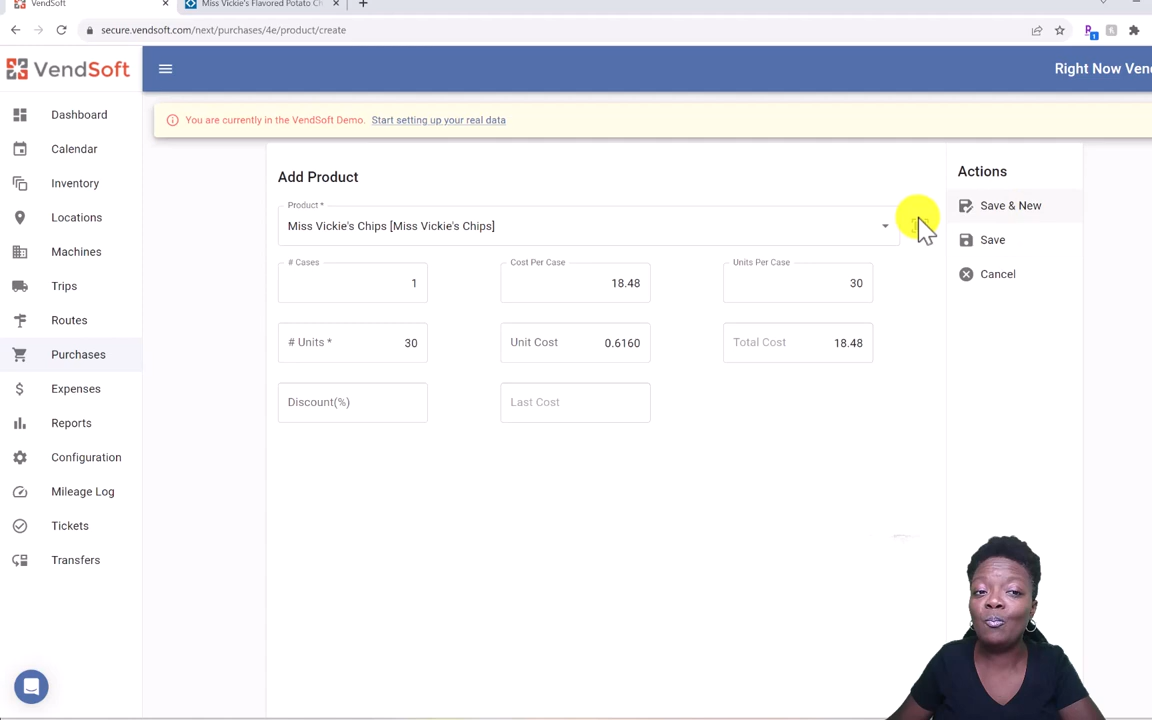 VendSoft
Miss Vickie's Flavored Potato Ch
secure.vendsoft.com/next/purchases/4e/product/create
VendSoft
Right Now Vend
You are currently in the VendSoft Demo. Start setting up your real data
Dashboard
Calendar
Inventory
Locations
Machines
Trips
Routes
Purchases
Expenses
Reports
Configuration
Mileage Log
Tickets
Transfers
Add Product
Product *
Miss Vickie's Chips [Miss Vickie's Chips]
# Cases
1
Cost Per Case
18.48
Units Per Case
30
# Units * 30
Unit Cost 0.6160
Total Cost 18.48
Discount(%)
Last Cost
Actions
Save & New
Save
Cancel